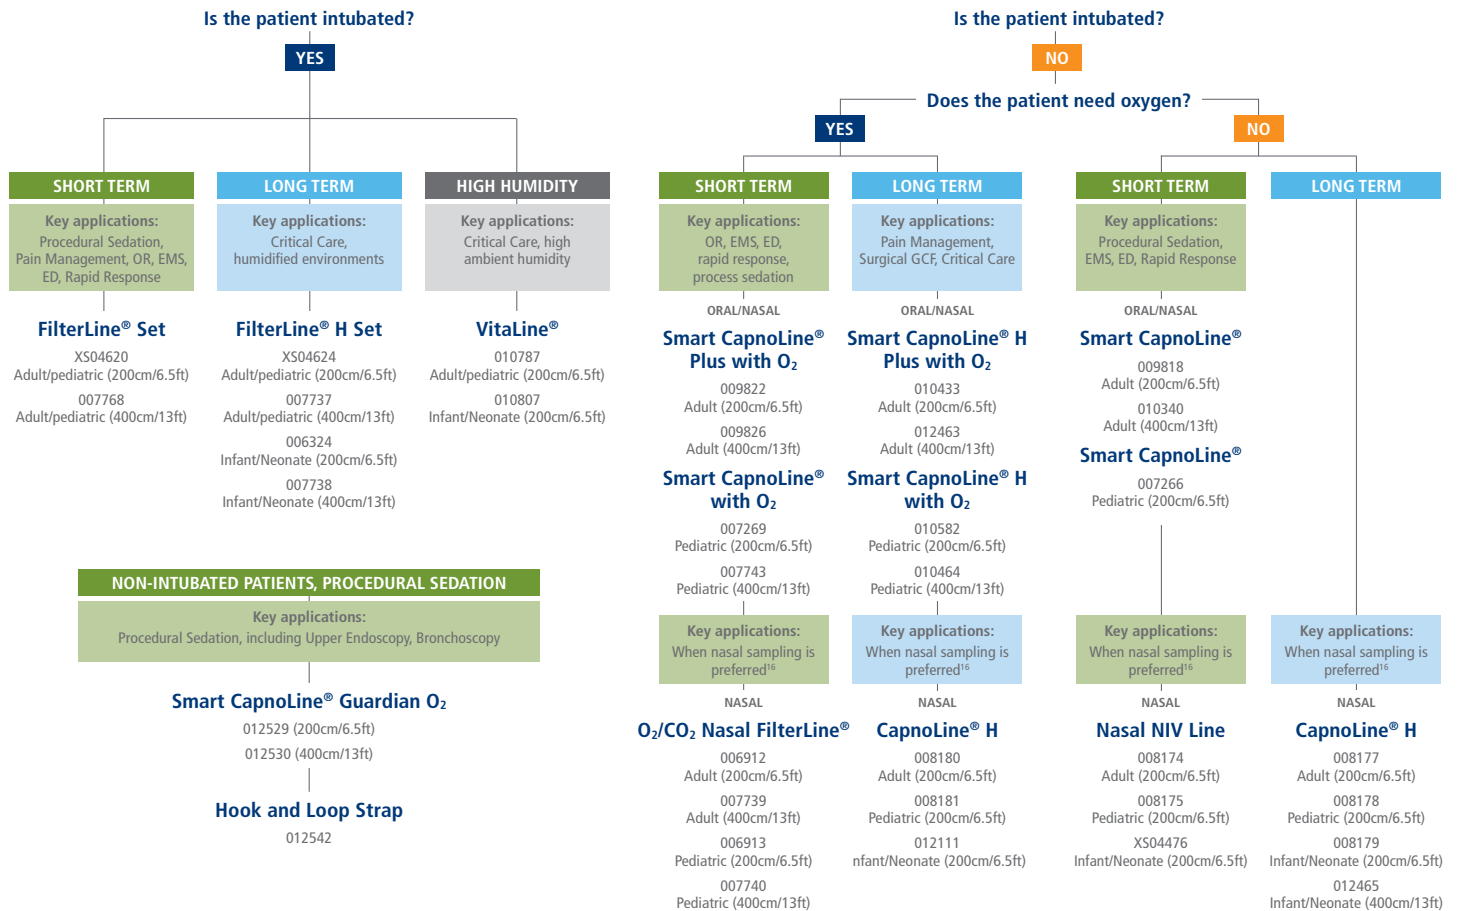 Is the patient intubated?
YES
SHORT TERM
Key applications:
Procedural Sedation,
Pain Management, OR, EMS,
ED, Rapid Response
FilterLine® Set
XS04620
Adult/pediatric (200cm/6.5ft)
007768
Adult/pediatric (400cm/13ft)
LONG TERM
Key applications:
Critical Care,
humidified environments
FilterLine® H Set
XS04624
Adult/pediatric (200cm/6.5ft)
007737
Adult/pediatric (400cm/13ft)
006324
Infant/Neonate (200cm/6.5ft)
007738
Infant/Neonate (400cm/13ft)
HIGH HUMIDITY
Key applications:
Critical Care, high
ambient humidity
VitaLine®
010787
Adult/pediatric (200cm/6.5ft)
010807
Infant/Neonate (200cm/6.5ft)
NON-INTUBATED PATIENTS, PROCEDURAL SEDATION
Key applications:
Procedural Sedation, including Upper Endoscopy, Bronchoscopy
Smart CapnoLine® Guardian O₂
012529 (200cm/6.5ft)
012530 (400cm/13ft)
Hook and Loop Strap
012542
Is the patient intubated?
NO
Does the patient need oxygen?
YES
SHORT TERM
Key applications:
OR, EMS, ED,
rapid response,
process sedation
ORAL/NASAL
Smart CapnoLine®
Plus with O₂
009822
Adult (200cm/6.5ft)
009826
Adult (400cm/13ft)
Smart CapnoLine®
with O₂
007269
Pediatric (200cm/6.5ft)
007743
Pediatric (400cm/13ft)
Key applications:
When nasal sampling is
preferred¹⁶
NASAL
O₂/CO₂ Nasal FilterLine®
006912
Adult (200cm/6.5ft)
007739
Adult (400cm/13ft)
006913
Pediatric (200cm/6.5ft)
007740
Pediatric (400cm/13ft)
LONG TERM
Key applications:
Pain Management,
Surgical GCF, Critical Care
ORAL/NASAL
Smart CapnoLine® H
Plus with O₂
010433
Adult (200cm/6.5ft)
012463
Adult (400cm/13ft)
Smart CapnoLine® H
with O₂
010582
Pediatric (200cm/6.5ft)
010464
Pediatric (400cm/13ft)
Key applications:
When nasal sampling is
preferred¹⁶
NASAL
CapnoLine® H
008180
Adult (200cm/6.5ft)
008181
Pediatric (200cm/6.5ft)
012111
nfant/Neonate (200cm/6.5ft)
NO
SHORT TERM
Key applications:
Procedural Sedation,
EMS, ED, Rapid Response
ORAL/NASAL
Smart CapnoLine®
009818
Adult (200cm/6.5ft)
010340
Adult (400cm/13ft)
Smart CapnoLine®
007266
Pediatric (200cm/6.5ft)
Key applications:
When nasal sampling is
preferred¹⁶
NASAL
Nasal NIV Line
008174
Adult (200cm/6.5ft)
008175
Pediatric (200cm/6.5ft)
XS04476
Infant/Neonate (200cm/6.5ft)
LONG TERM
Key applications:
When nasal sampling is
preferred¹⁶
NASAL
CapnoLine® H
008177
Adult (200cm/6.5ft)
008178
Pediatric (200cm/6.5ft)
008179
Infant/Neonate (200cm/6.5ft)
012465
Infant/Neonate (400cm/13ft)